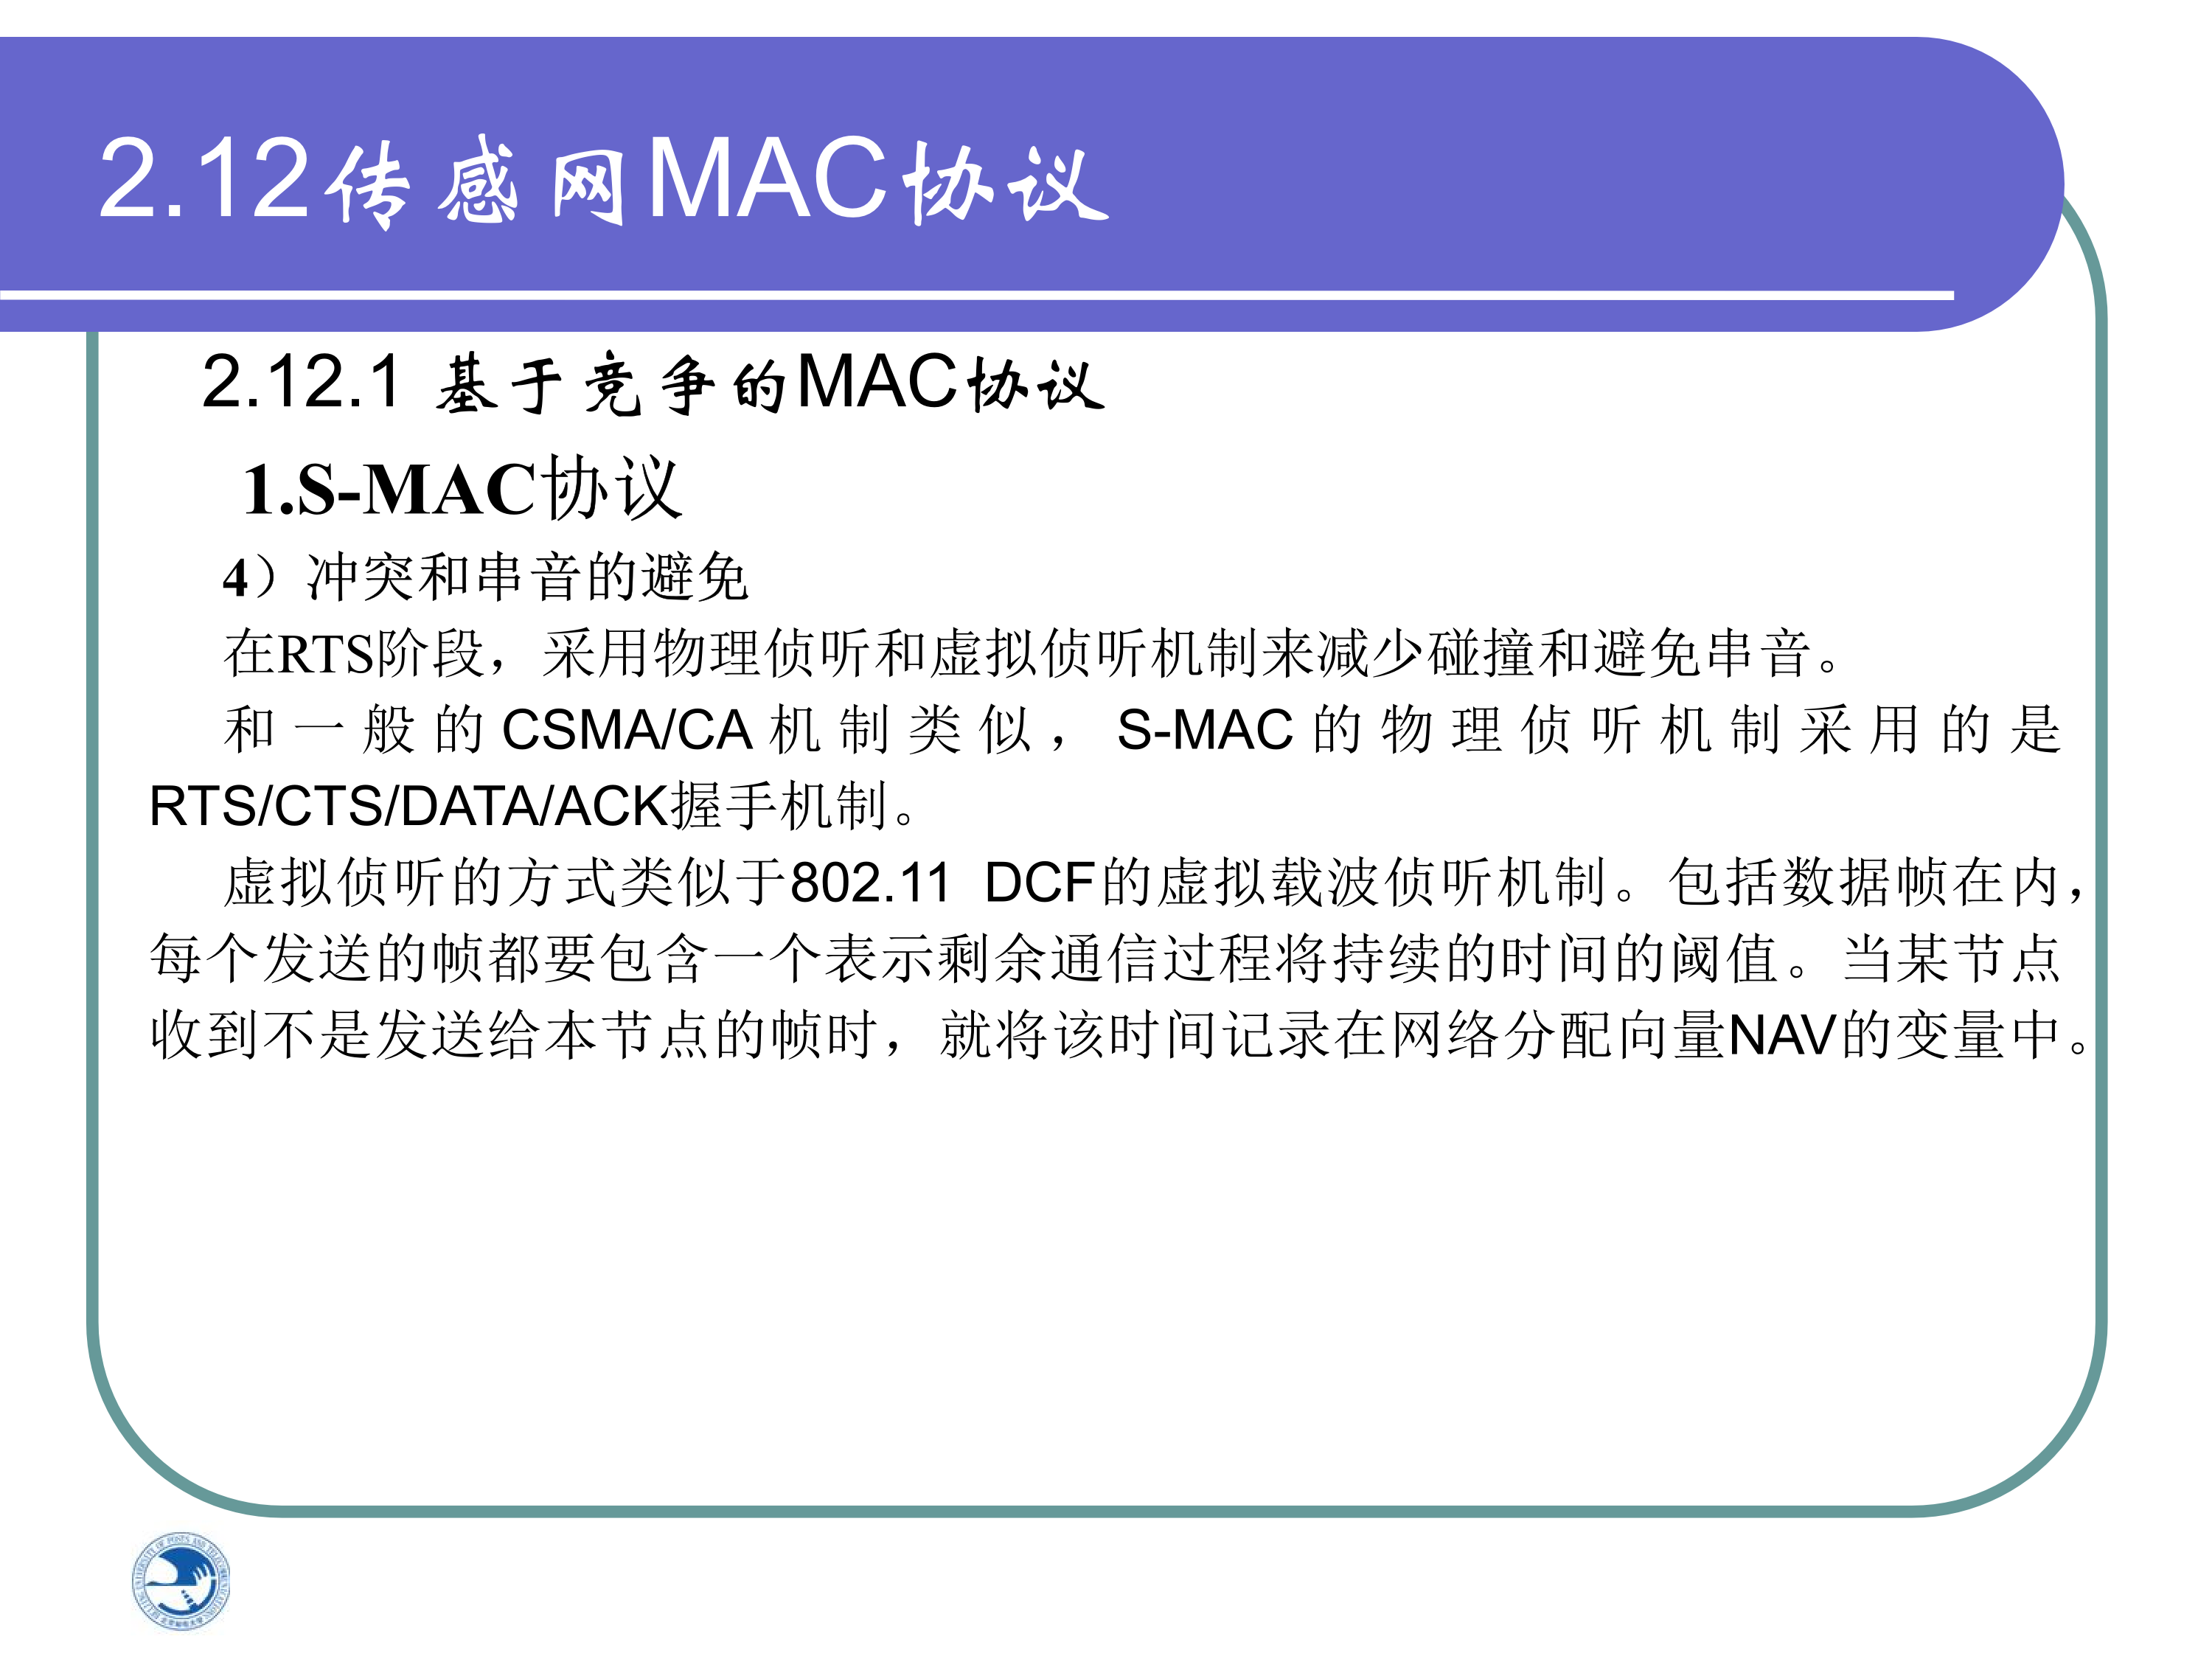 2.12传感网MAC协议
2.12.1 基于竞争的MAC协议
1.S-MAC协议
4）冲突和串音的避免
在RTS阶段，采用物理侦听和虚拟侦听机制来减少碰撞和避免串音。
和一般的CSMA/CA机制类似，S-MAC的物理侦听机制采用的是
RTS/CTS/DATA/ACK握手机制。
虚拟侦听的方式类似于802.11 DCF的虚拟载波侦听机制。包括数据帧在内，
每个发送的帧都要包含一个表示剩余通信过程将持续的时间的阈值。当某节点
收到不是发送给本节点的帧时，就将该时间记录在网络分配向量NAV的变量中。